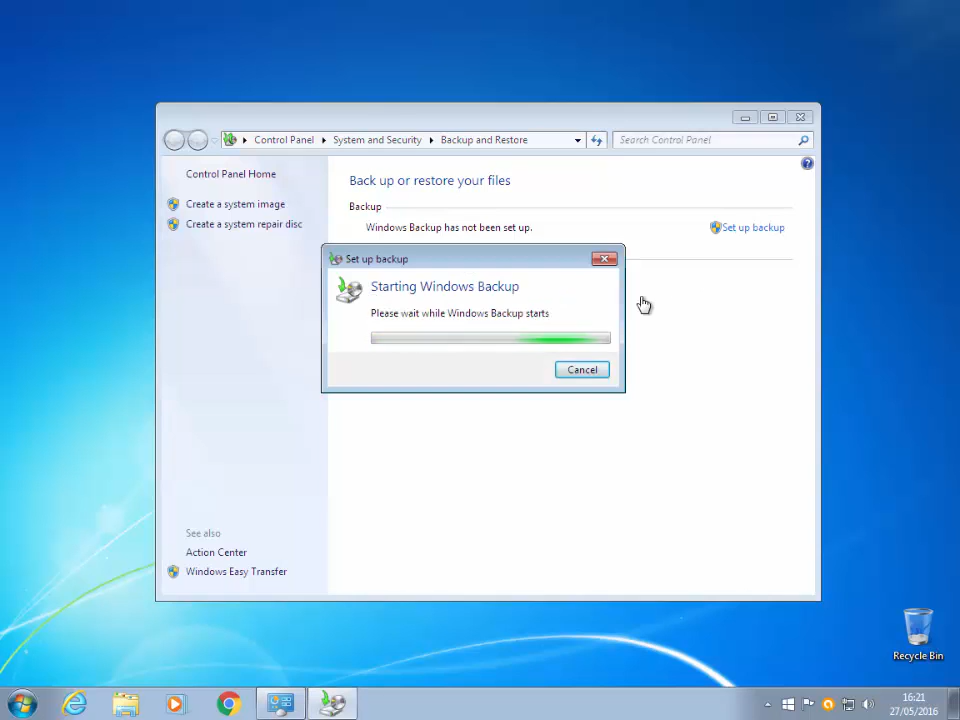 Control Panel
System and Security
Backup and Restore
Search Control Panel
Control Panel Home
Create a system image
Create a system repair disc
Back up or restore your files
Backup
Windows Backup has not been set up.
Set up backup
Set up backup
Starting Windows Backup
Please wait while Windows Backup starts
Cancel
See also
Action Center
Windows Easy Transfer
Recycle Bin
16:21
27/05/2016